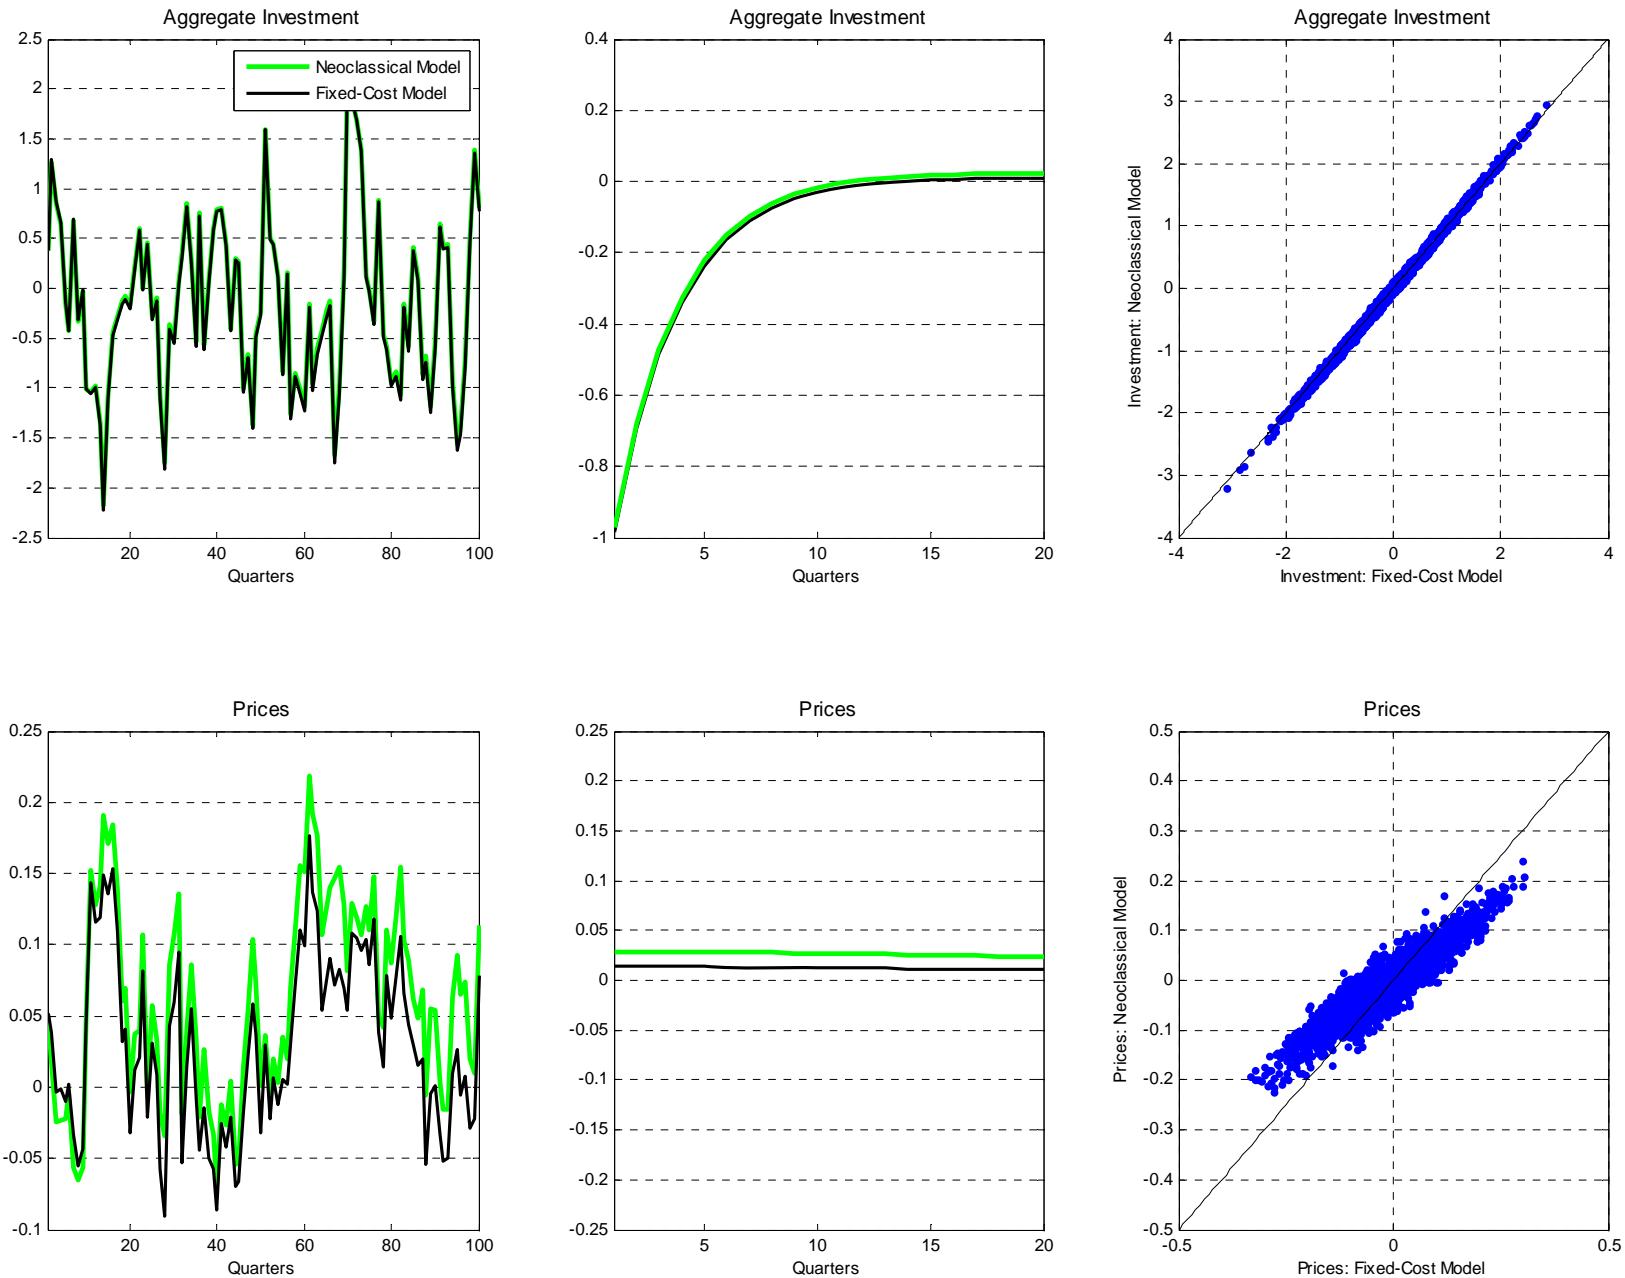 Aggregate Investment
2.5
2
1.5
1
0.5
0
-0.5
-1
-1.5
-2
-2.5
20 40 60 80 100
Quarters
Neoclassical Model
Fixed-Cost Model
Aggregate Investment
0.4
0.2
0
-0.2
-0.4
-0.6
-0.8
-1
5 10 15 20
Quarters
Aggregate Investment
Investment: Neoclassical Model
4
3
2
1
0
-1
-2
-3
-4
-4 -2 0 2 4
Investment: Fixed-Cost Model
Prices
0.25
0.2
0.15
0.1
0.05
0
-0.05
-0.1
20 40 60 80 100
Quarters
Prices
0.25
0.2
0.15
0.1
0.05
0
-0.05
-0.1
-0.15
-0.2
-0.25
5 10 15 20
Quarters
Prices
Prices: Neoclassical Model
0.5
0.4
0.3
0.2
0.1
0
-0.1
-0.2
-0.3
-0.4
-0.5
-0.5 0 0.5
Prices: Fixed-Cost Model